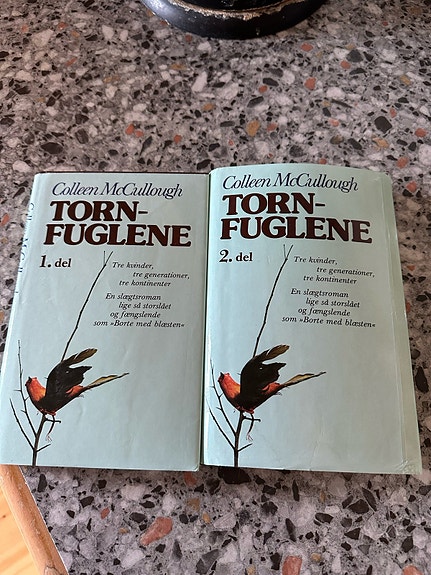 Colleen McCullough
TORN-
FUGLENE
1. del
Tre kvinder,
tre generationer,
tre kontinenter
En slægtsroman
lige så storslået
og fængslende
som »Borte med blæsten«
Colleen McCullough
TORN-
FUGLENE
2. del
Tre kvinder,
tre generationer,
tre kontinenter
En slægtsroman
lige så storslået
og fængslende
som »Borte med blæsten«